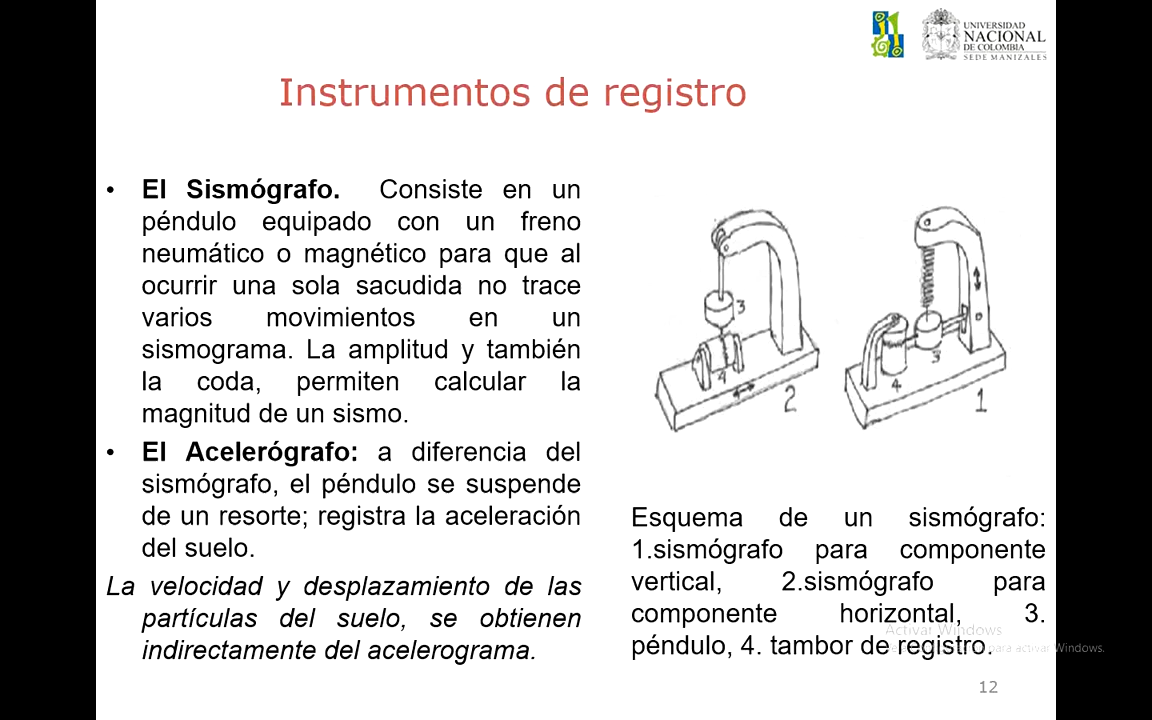 UNIVERSIDAD
NACIONAL
DE COLOMBIA
SEDE MANIZALES
Instrumentos de registro
• El Sismógrafo. Consiste en un
péndulo equipado con un freno
neumático o magnético para que al
ocurrir una sola sacudida no trace
varios movimientos en un
sismograma. La amplitud y también
la coda, permiten calcular la
magnitud de un sismo.
• El Acelerógrafo: a diferencia del
sismógrafo, el péndulo se suspende
de un resorte; registra la aceleración
del suelo.
La velocidad y desplazamiento de las
partículas del suelo, se obtienen
indirectamente del acelerograma.
3
4
2
3
4
1
Esquema de un sismógrafo:
1.sismógrafo para componente
vertical, 2.sismógrafo para
componente horizontal, 3.
péndulo, 4. tambor de registro.
Activar Windows
para activar Windows.
12